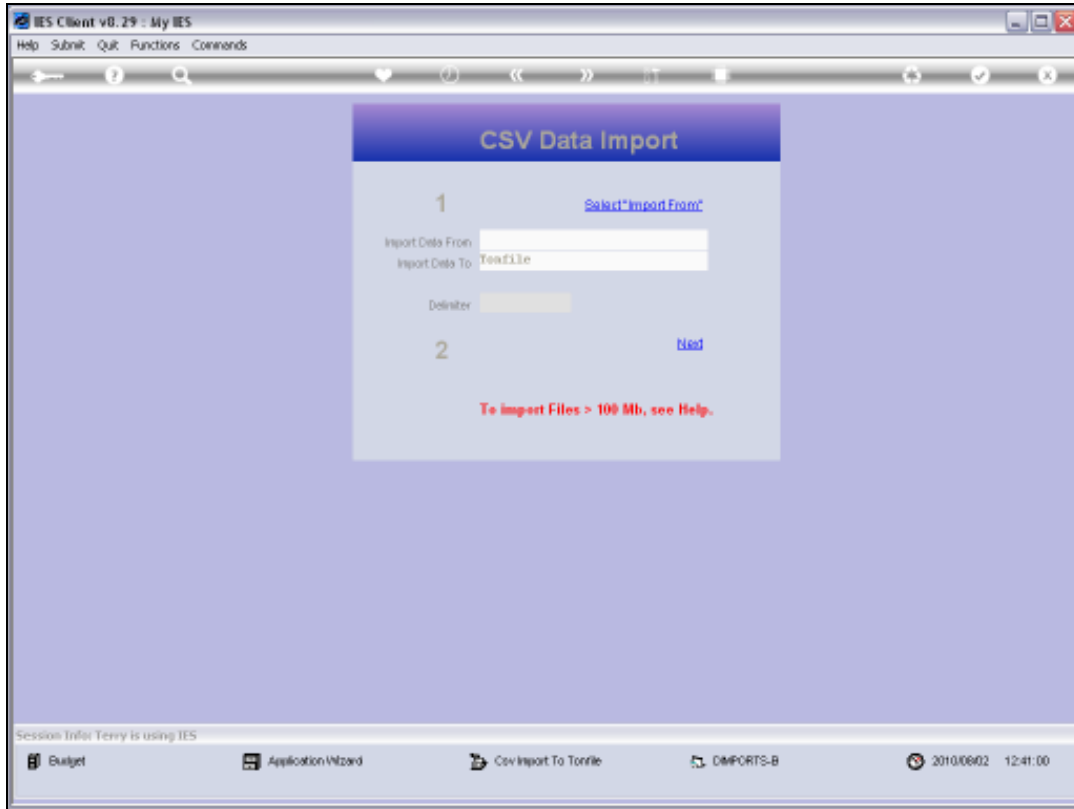 IES Client v8.29 : My IES
Help Submit Quit Functions Commands
CSV Data Import
1
Select "Import From"
Import Data From
Import Data To Tonfile
Delimiter
2
Next
To import Files > 100 Mb, see Help.
Session Info: Terry is using IES
Budget Application Wizard Csv Import To Tonfile DIMPORTS-B 2010/08/02 12:41:00